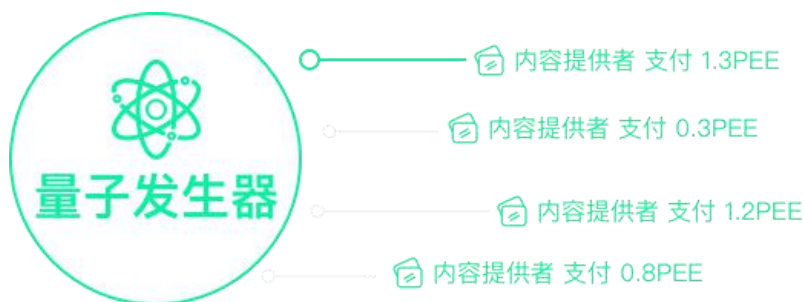 内容提供者 支付 1.3PEE
内容提供者 支付 0.3PEE
量子发生器
内容提供者 支付 1.2PEE
内容提供者 支付 0.8PEE